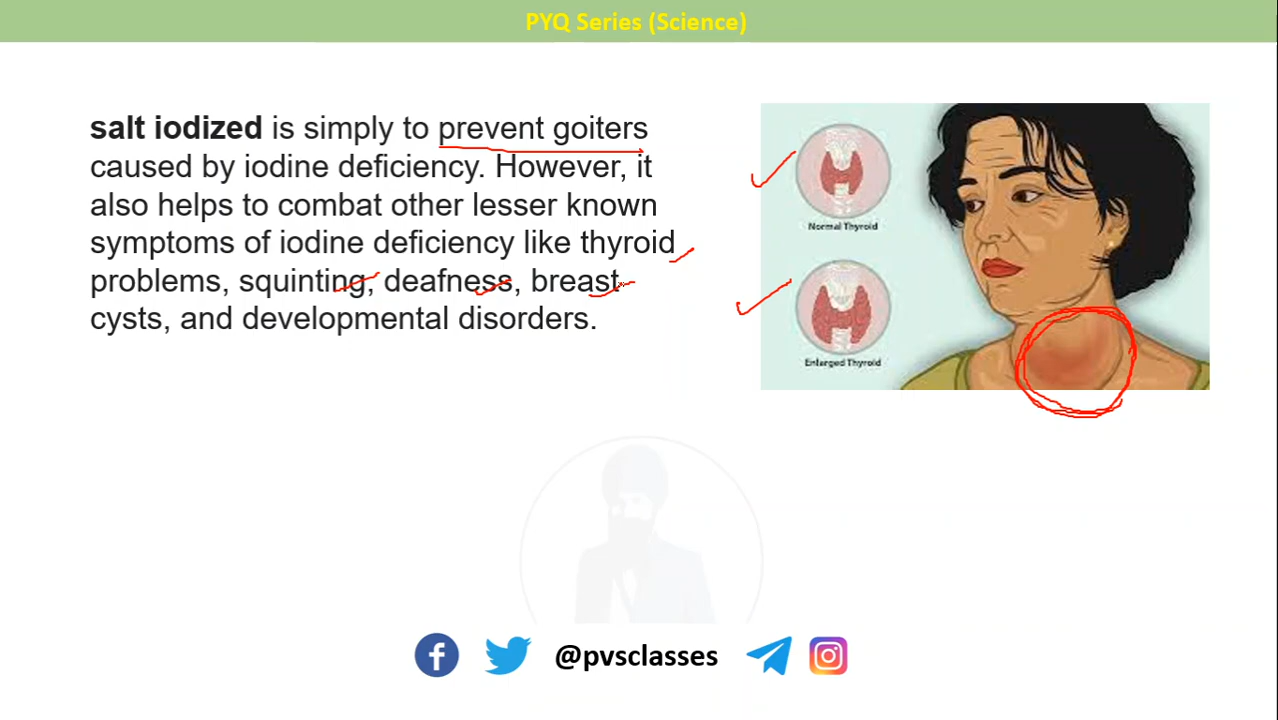 PYQ Series (Science)
salt iodized is simply to prevent goiters
caused by iodine deficiency. However, it
also helps to combat other lesser known
symptoms of iodine deficiency like thyroid
problems, squinting, deafness, breast
cysts, and developmental disorders.
Normal Thyroid
Enlarged Thyroid
@pvsclasses